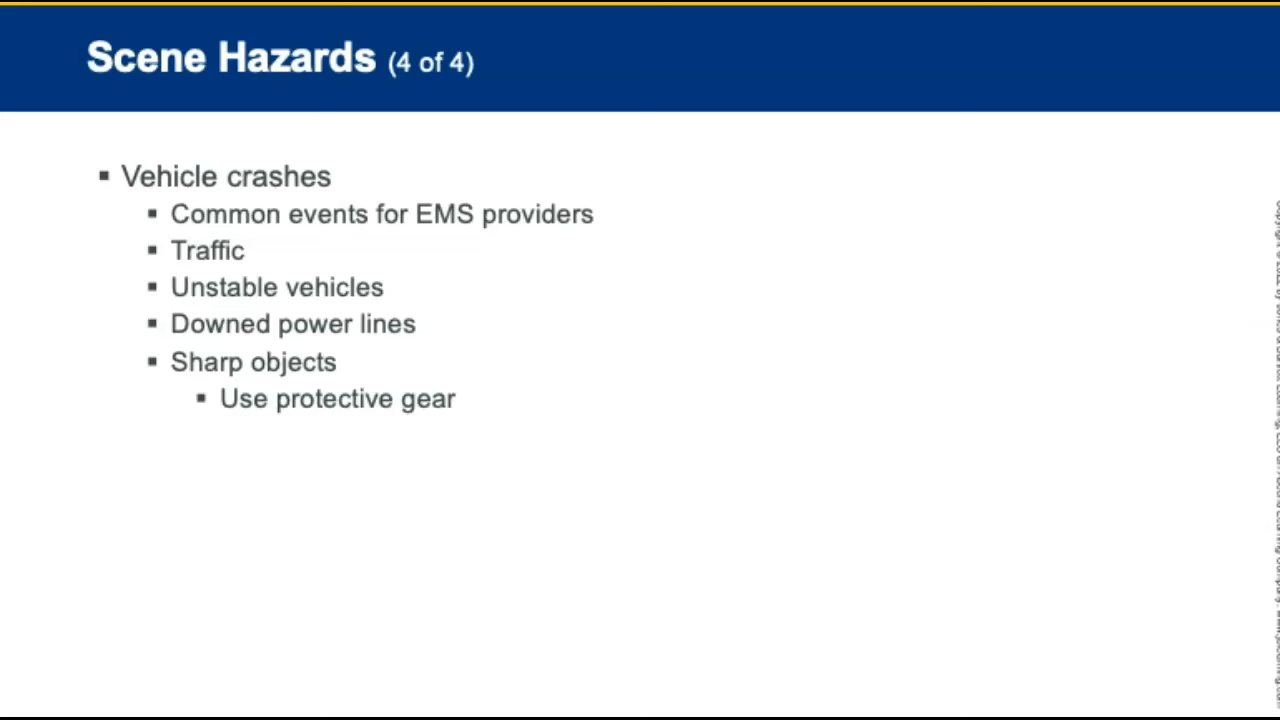 Scene Hazards (4 of 4)
▪ Vehicle crashes
▪ Common events for EMS providers
▪ Traffic
▪ Unstable vehicles
▪ Downed power lines
▪ Sharp objects
▪ Use protective gear